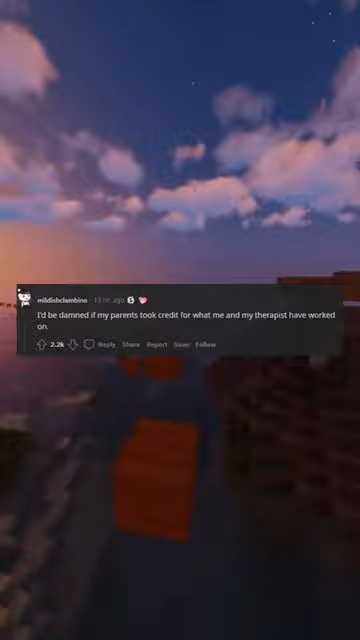 mildishclambino · 13 hr. ago
I'd be damned if my parents took credit for what me and my therapist have worked
on.
2.2k Reply Share Report Save Follow